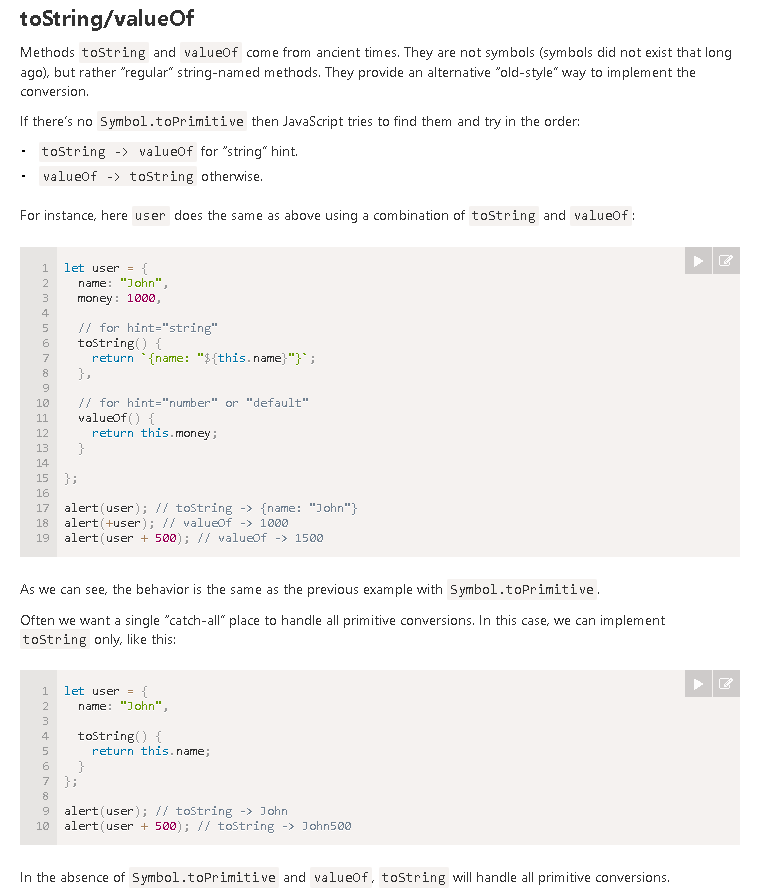 toString/valueOf
Methods toString and valueOf come from ancient times. They are not symbols (symbols did not exist that long
ago), but rather “regular” string-named methods. They provide an alternative “old-style” way to implement the
conversion.
If there’s no Symbol.toPrimitive then JavaScript tries to find them and try in the order:
• toString -> valueOf for “string” hint.
• valueOf -> toString otherwise.
For instance, here user does the same as above using a combination of toString and valueOf:
1 let user = {
2   name: "John",
3   money: 1000,
4
5   // for hint="string"
6   toString() {
7     return `{name: "${this.name}"}`;
8   },
9
10   // for hint="number" or "default"
11   valueOf() {
12     return this.money;
13   }
14
15 };
16
17 alert(user); // toString -> {name: "John"}
18 alert(+user); // valueOf -> 1000
19 alert(user + 500); // valueOf -> 1500
As we can see, the behavior is the same as the previous example with Symbol.toPrimitive.
Often we want a single “catch-all” place to handle all primitive conversions. In this case, we can implement
toString only, like this:
1 let user = {
2   name: "John",
3
4   toString() {
5     return this.name;
6   }
7 };
8
9 alert(user); // toString -> John
10 alert(user + 500); // toString -> John500
In the absence of Symbol.toPrimitive and valueOf, toString will handle all primitive conversions.